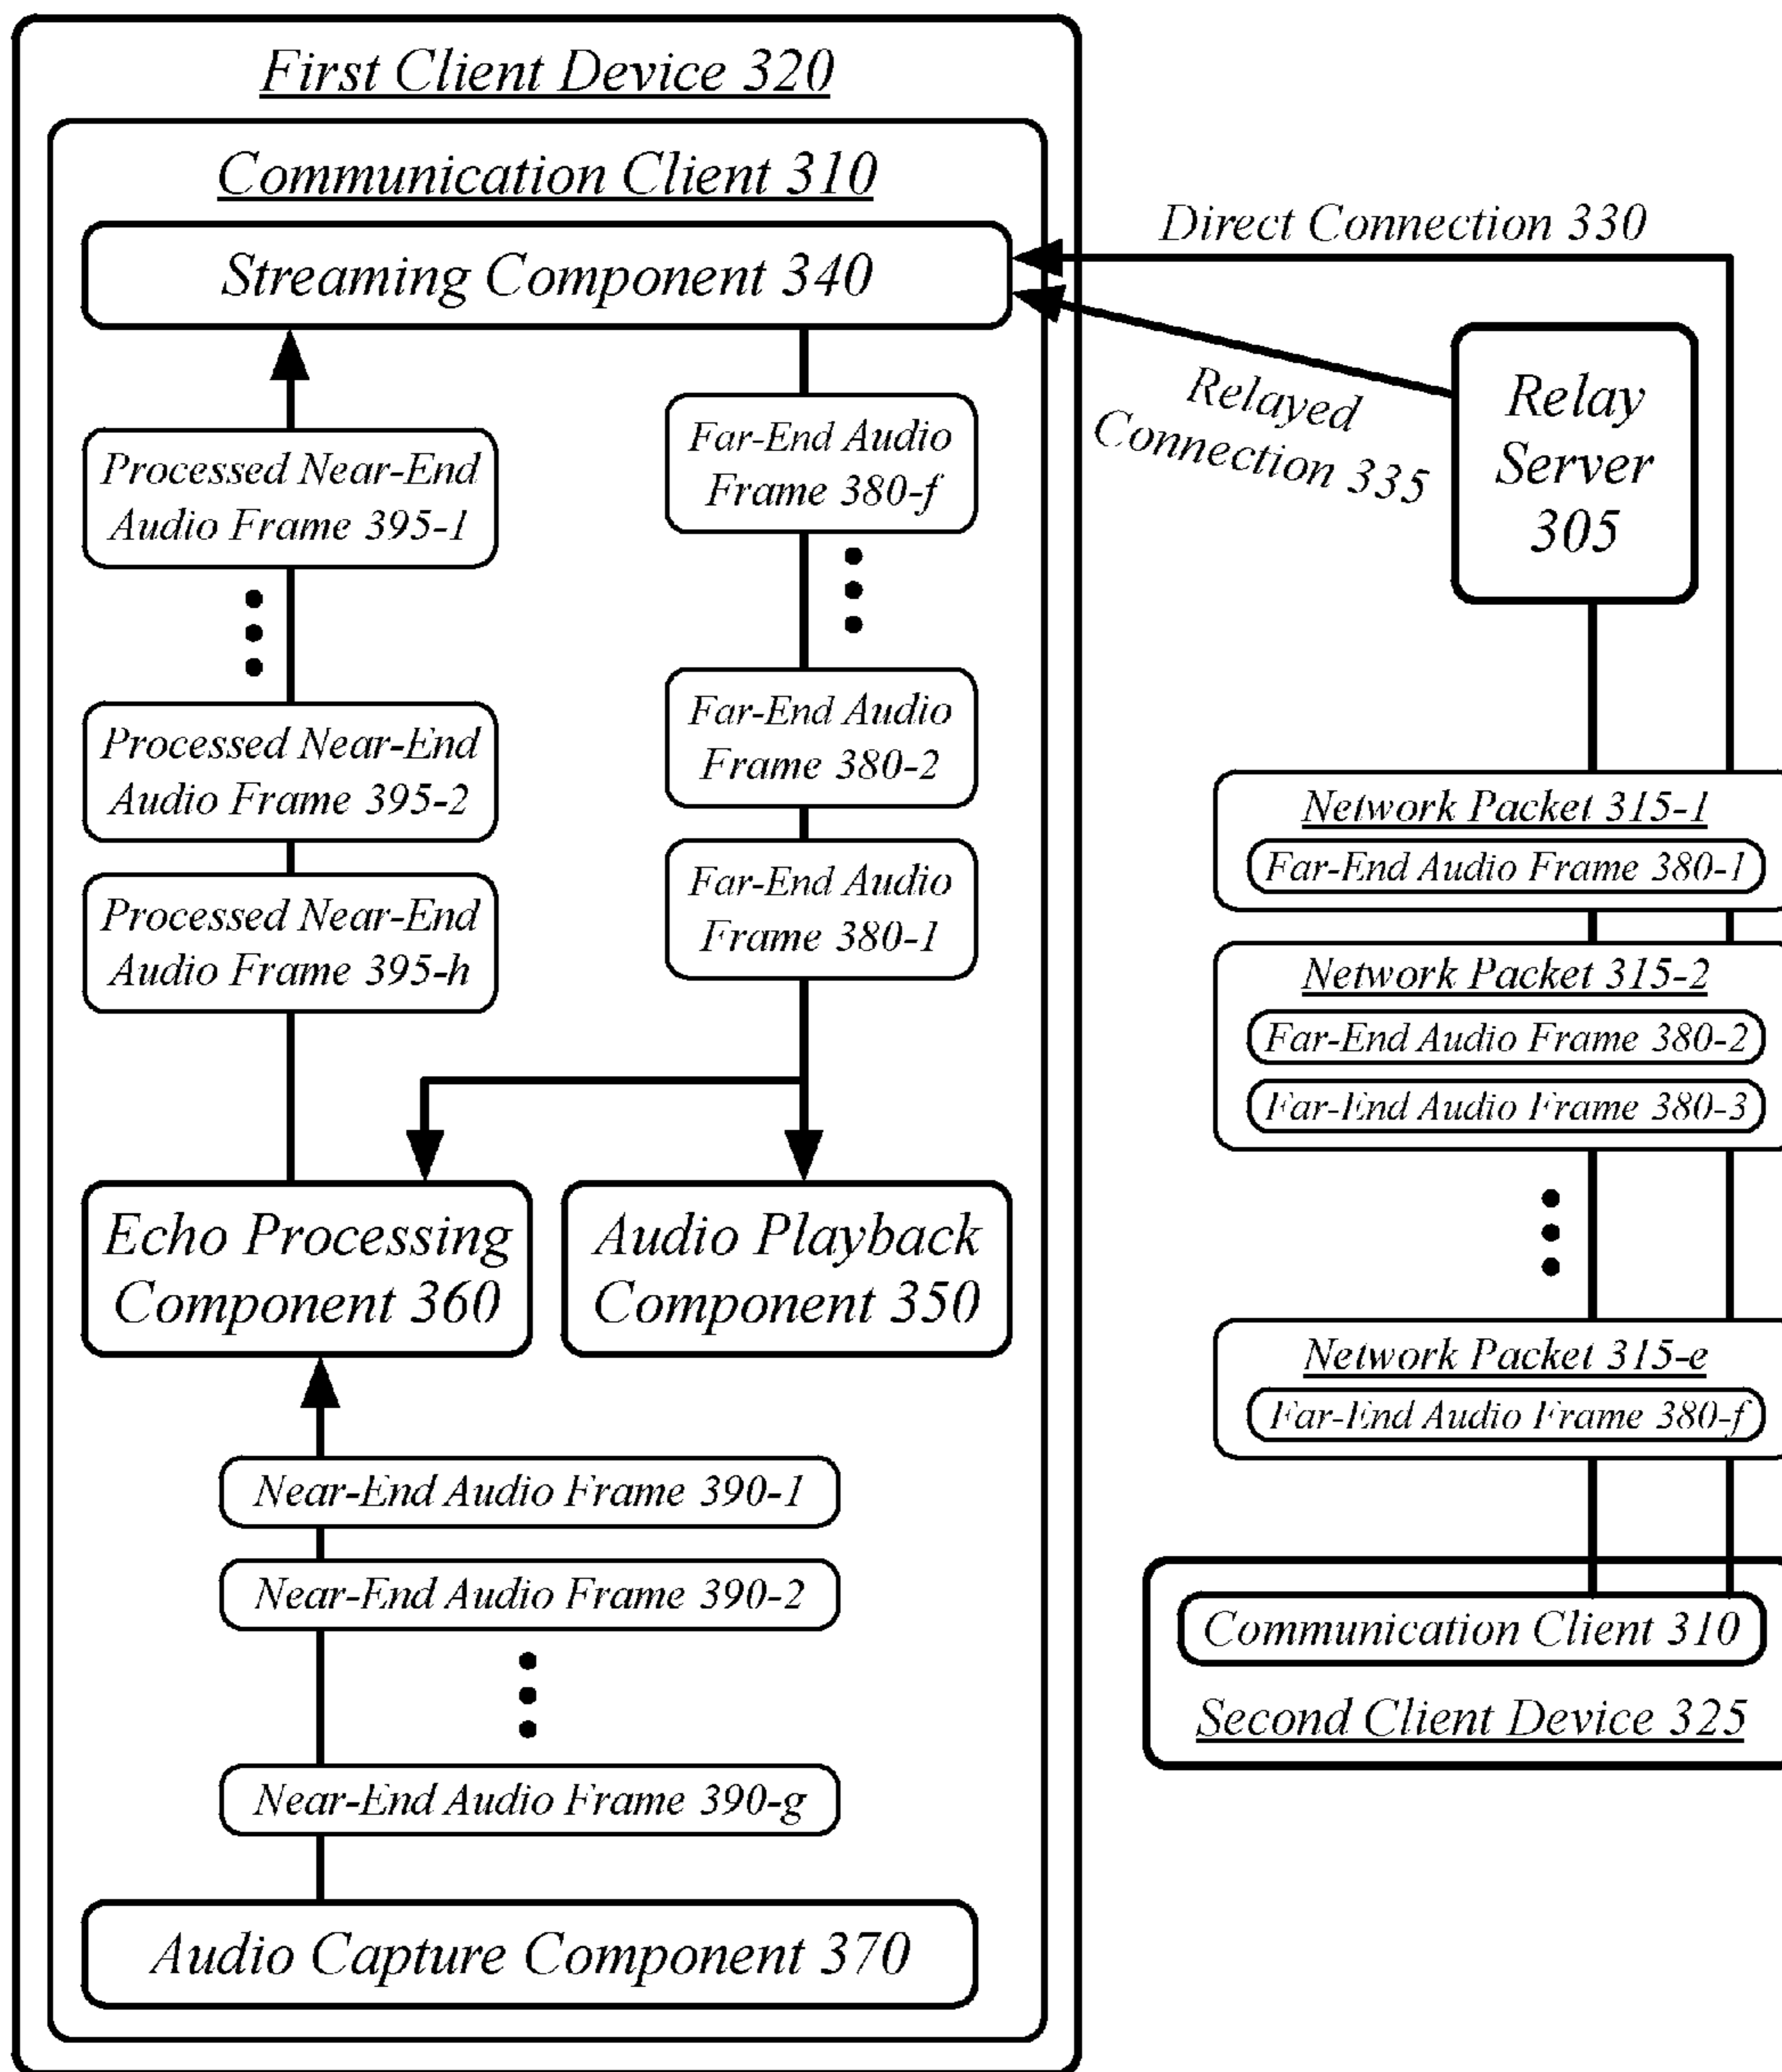 First Client Device 320
Communication Client 310
Streaming Component 340
Processed Near-End
Audio Frame 395-1
Processed Near-End
Audio Frame 395-2
Processed Near-End
Audio Frame 395-h
Far-End Audio
Frame 380-f
Far-End Audio
Frame 380-2
Far-End Audio
Frame 380-1
Echo Processing
Component 360
Audio Playback
Component 350
Near-End Audio Frame 390-1
Near-End Audio Frame 390-2
Near-End Audio Frame 390-g
Audio Capture Component 370
Direct Connection 330
Relayed
Connection 335
Relay
Server
305
Network Packet 315-1
Far-End Audio Frame 380-1
Network Packet 315-2
Far-End Audio Frame 380-2
Far-End Audio Frame 380-3
Network Packet 315-e
Far-End Audio Frame 380-f
Communication Client 310
Second Client Device 325